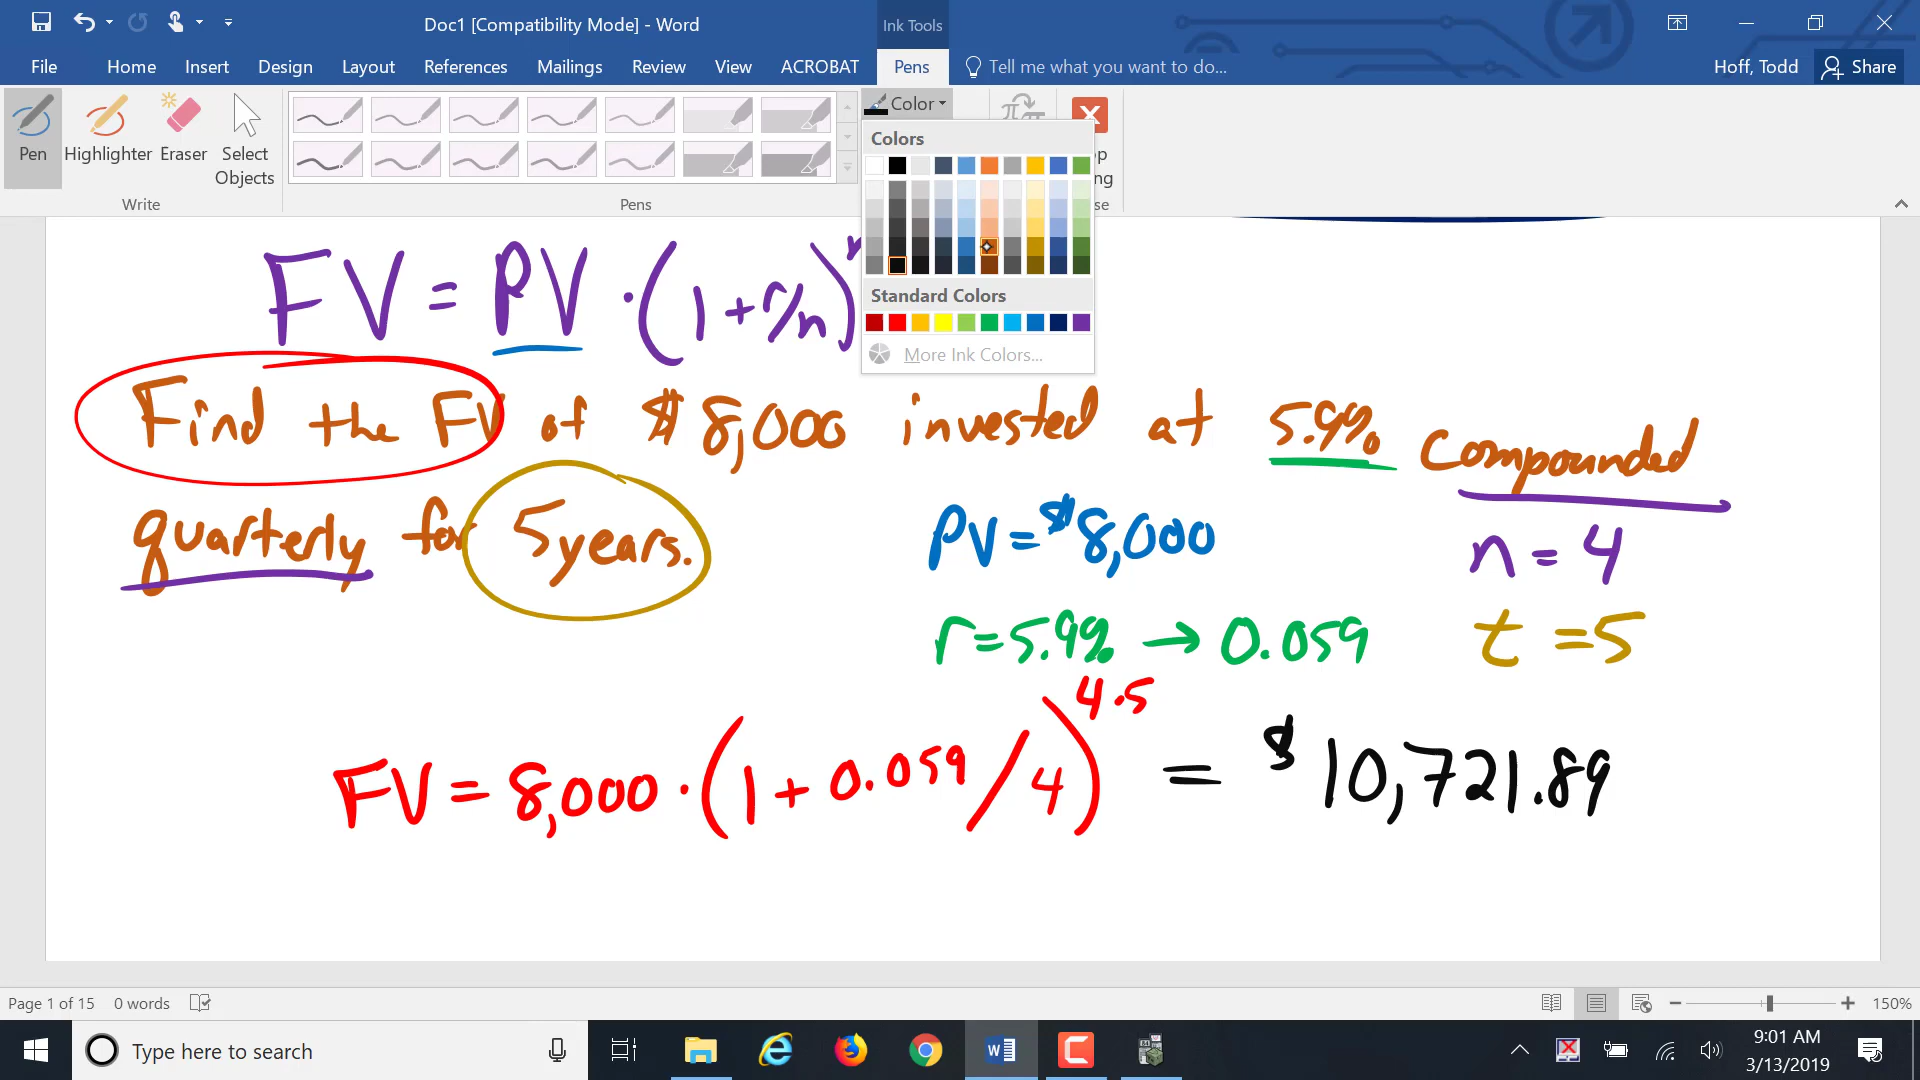 Doc1 [Compatibility Mode] - Word
Ink Tools
File Home Insert Design Layout References Mailings Review View ACROBAT Pens Tell me what you want to do... Hoff, Todd Share
Pen Highlighter Eraser Select Objects
Write
Pens
Color
Colors
Standard Colors
More Ink Colors...
FV = PV · (1 + r/n)
Find the FV of $8,000 invested at 5.9% Compounded
quarterly for 5 years.
PV = $8,000
n = 4
r = 5.9% → 0.059
t = 5
FV = 8,000 · (1 + 0.059/4)^4·5 = $10,721.89
Page 1 of 15 0 words
150%
Type here to search
9:01 AM
3/13/2019